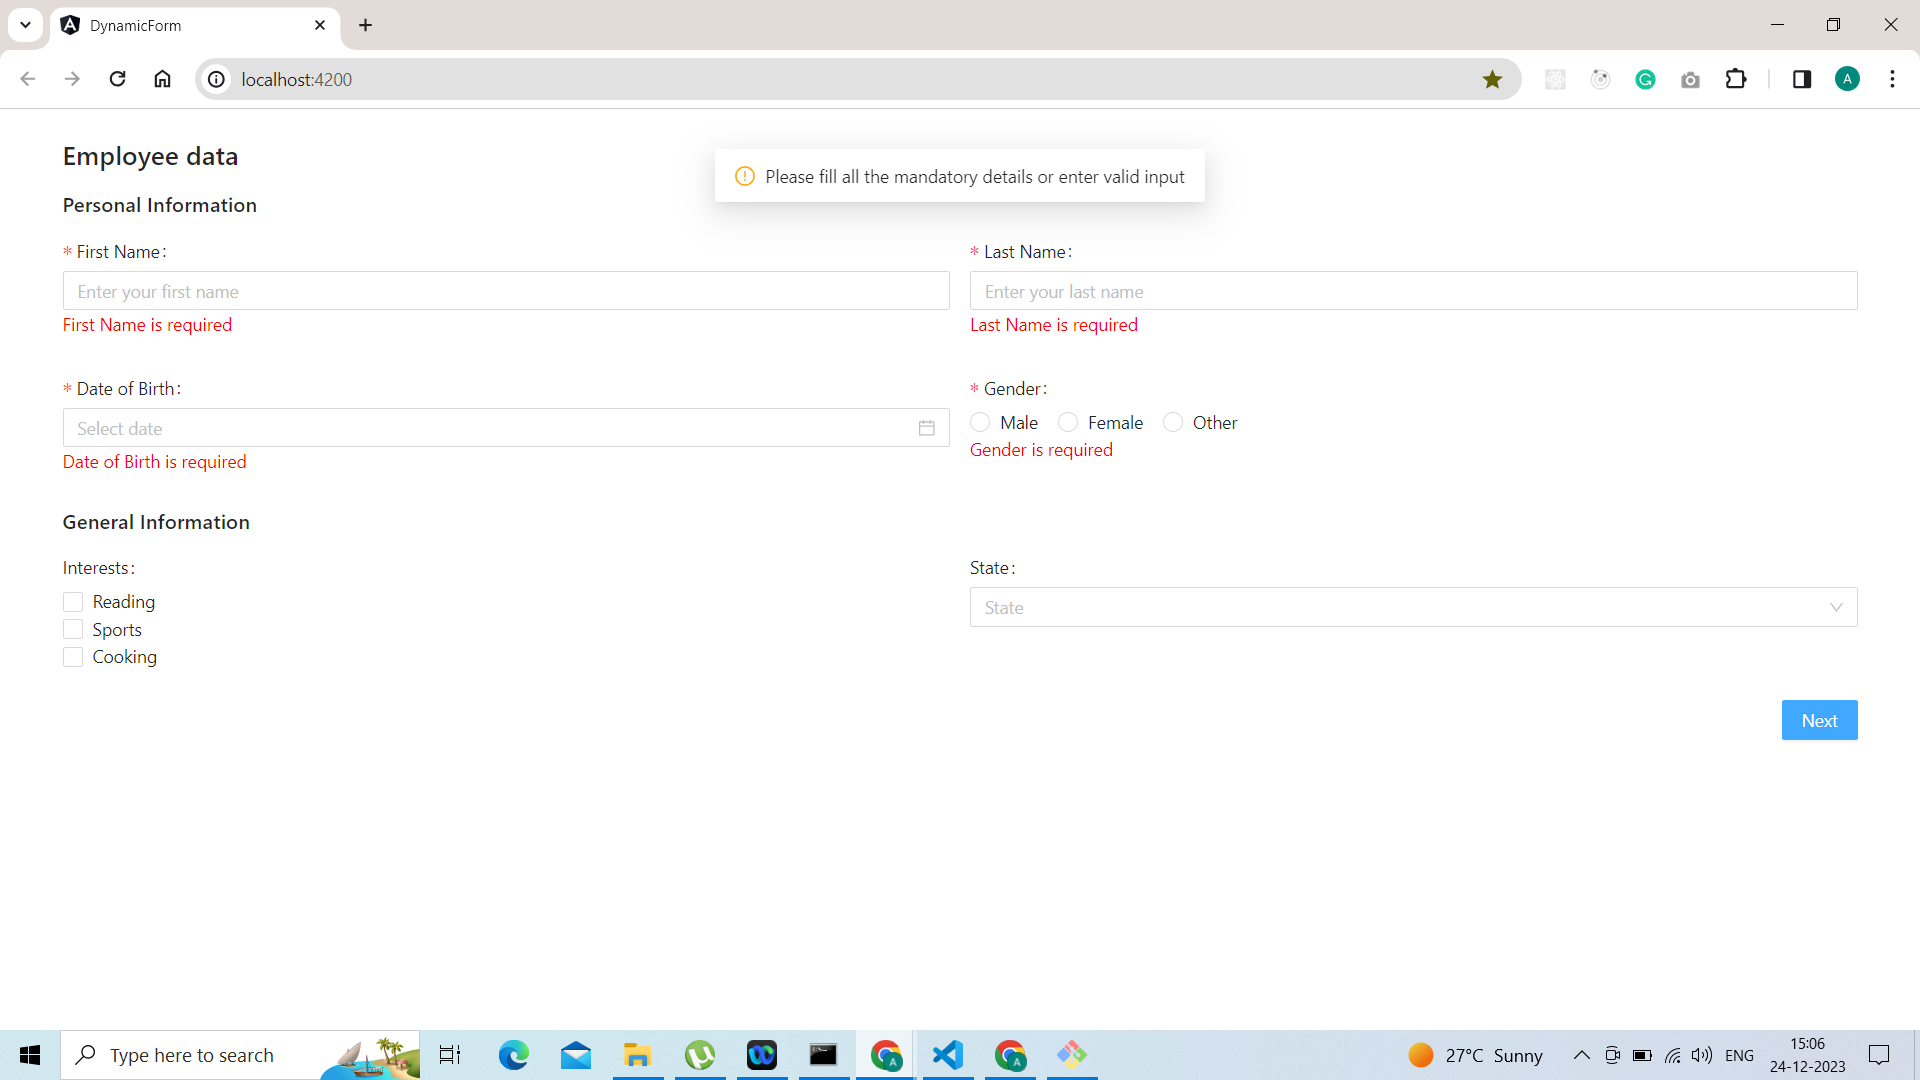 DynamicForm
localhost:4200
A
Employee data
Please fill all the mandatory details or enter valid input
Personal Information
* First Name:
* Last Name:
Enter your first name
Enter your last name
First Name is required
Last Name is required
* Date of Birth:
* Gender:
Select date
Male Female Other
Date of Birth is required
Gender is required
General Information
Interests:
State:
Reading
State
Sports
Cooking
Next
Type here to search
27°C Sunny
ENG
15:06
24-12-2023